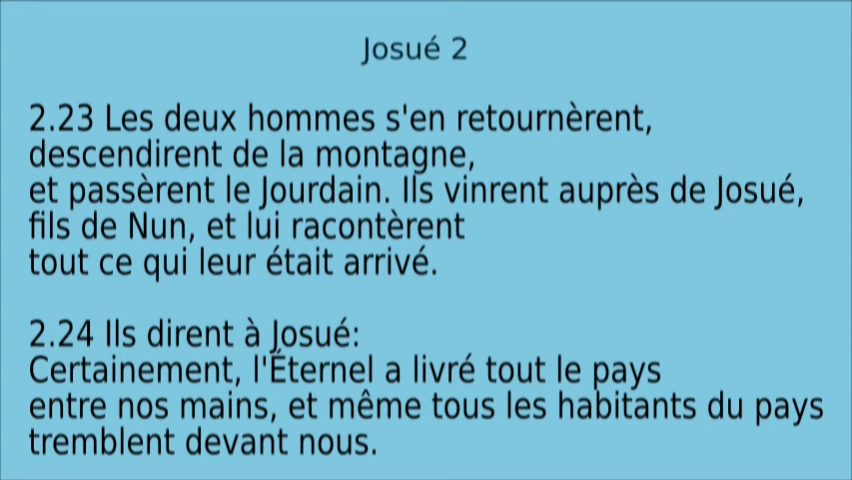 Josué 2
2.23 Les deux hommes s'en retournèrent,
descendirent de la montagne,
et passèrent le Jourdain. Ils vinrent auprès de Josué,
fils de Nun, et lui racontèrent
tout ce qui leur était arrivé.
2.24 Ils dirent à Josué:
Certainement, l'Éternel a livré tout le pays
entre nos mains, et même tous les habitants du pays
tremblent devant nous.